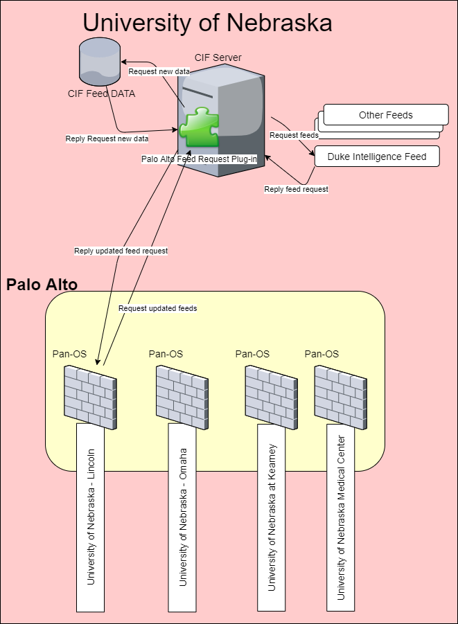 University of Nebraska
CIF Server
Request new data
CIF Feed DATA
Other Feeds
Request feeds
Reply Request new data
Palo Alto Feed Request Plug-in
Duke Intelligence Feed
Reply feed request
Reply updated feed request
Palo Alto
Request updated feeds
Pan-OS
Pan-OS
Pan-OS
Pan-OS
University of Nebraska - Lincoln
University of Nebraska - Omaha
University of Nebraska at Kearney
University of Nebraska Medical Center